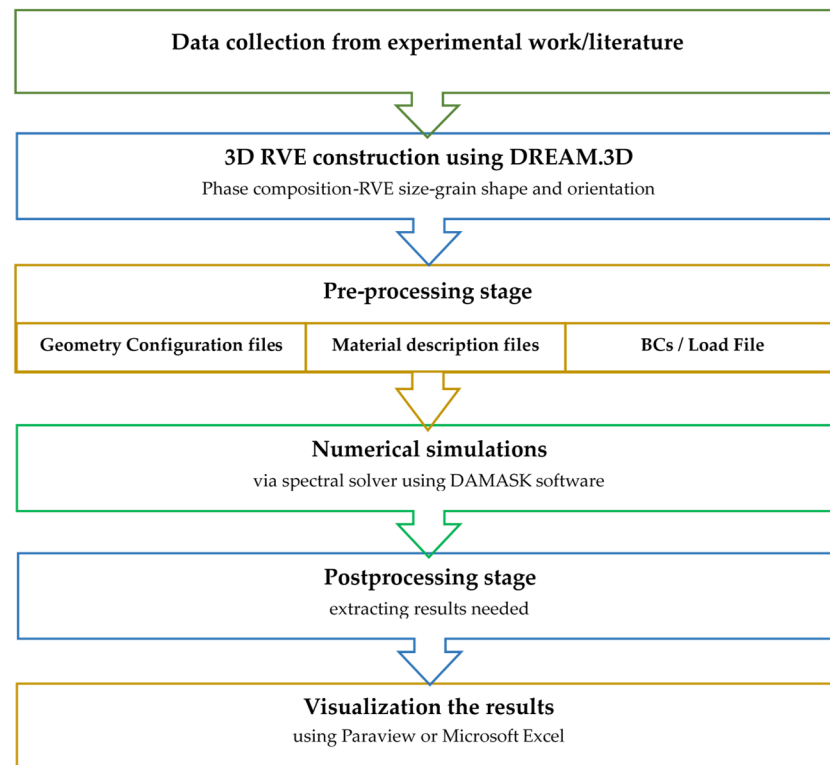 Data collection from experimental work/literature
3D RVE construction using DREAM.3D
Phase composition-RVE size-grain shape and orientation
Pre-processing stage
Geometry Configuration files
Material description files
BCs / Load File
Numerical simulations
via spectral solver using DAMASK software
Postprocessing stage
extracting results needed
Visualization the results
using Paraview or Microsoft Excel